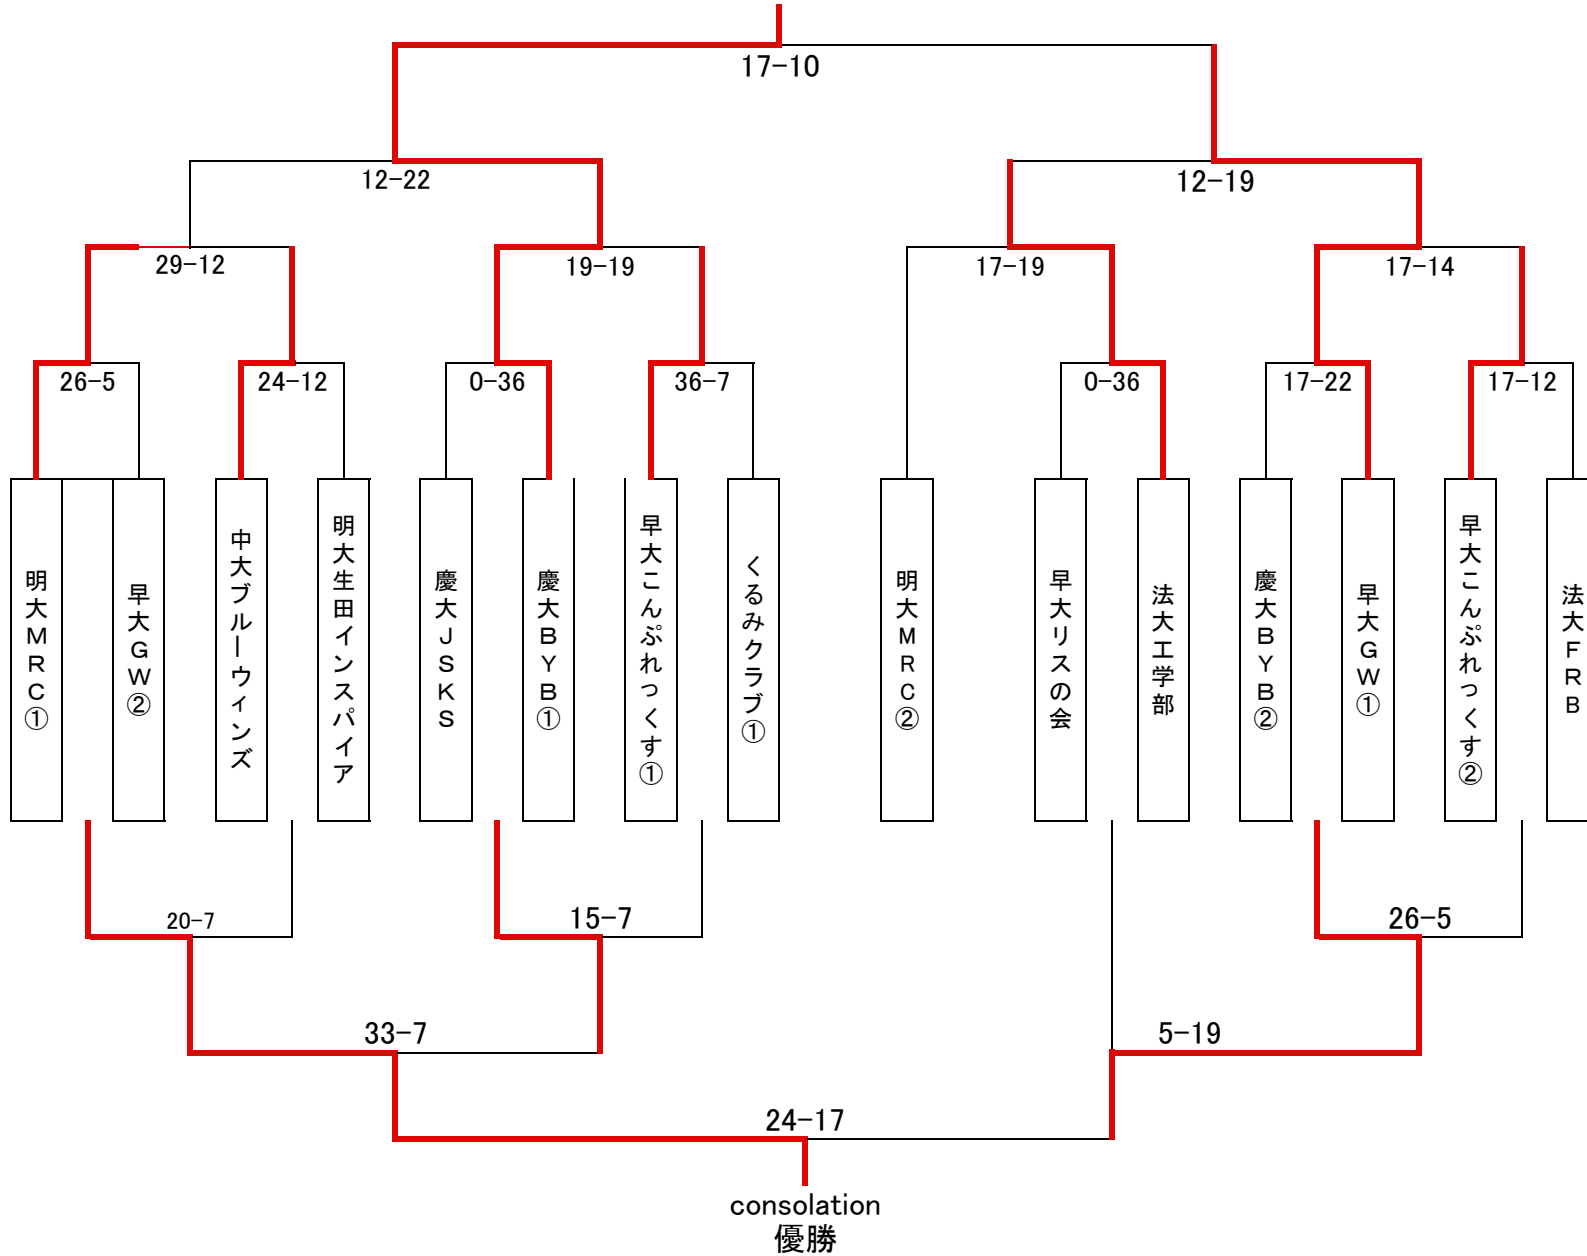 17-10
12-22
12-19
29-12
19-19
17-19
17-14
26-5
24-12
0-36
36-7
0-36
17-22
17-12
明大MRC①
早大GW②
中大ブルーウィンズ
明大生田インスパイア
慶大JSKS
慶大BYB①
早大こんぷれっくす①
くるみクラブ①
明大MRC②
早大リスの会
法大工学部
慶大BYB②
早大GW①
早大こんぷれっくす②
法大FRB
20-7
15-7
26-5
33-7
5-19
24-17
consolation
優勝